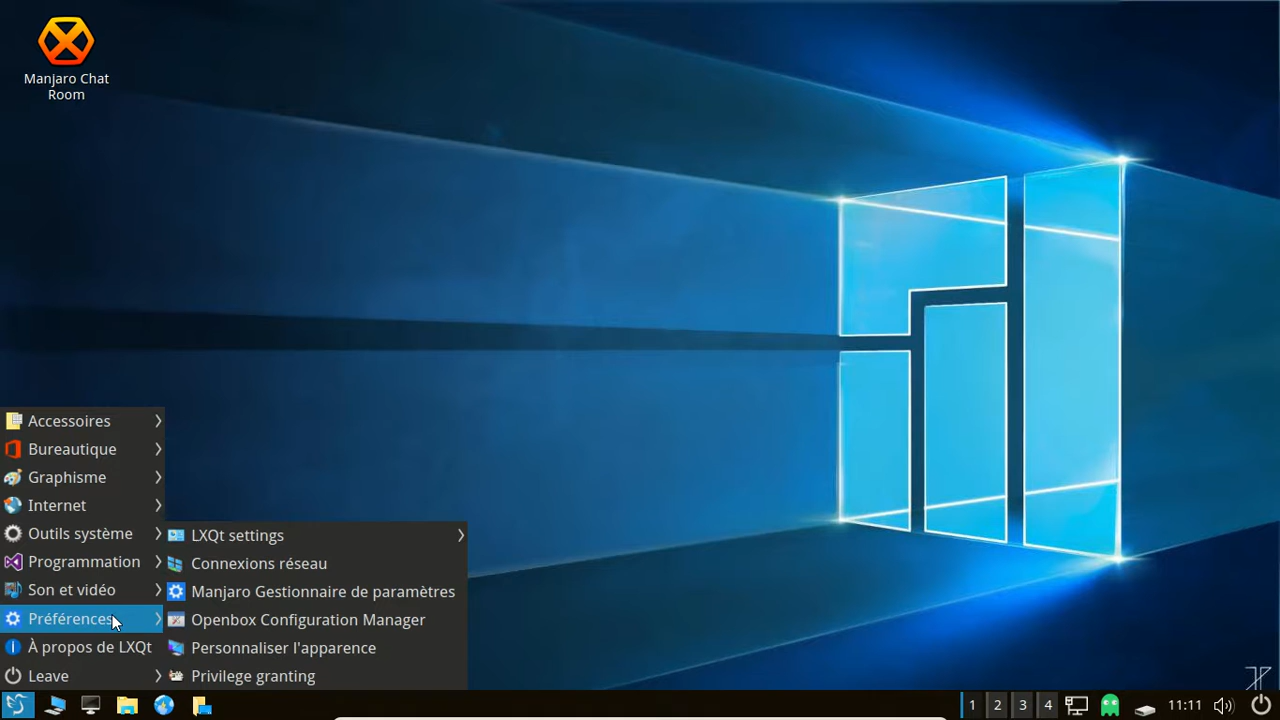 Manjaro Chat
Room
Accessoires
Bureautique
Graphisme
Internet
Outils système
Programmation
Son et vidéo
Préférences
À propos de LXQt
Leave
LXQt settings
Connexions réseau
Manjaro Gestionnaire de paramètres
Openbox Configuration Manager
Personnaliser l'apparence
Privilege granting
1 2 3 4 11:11